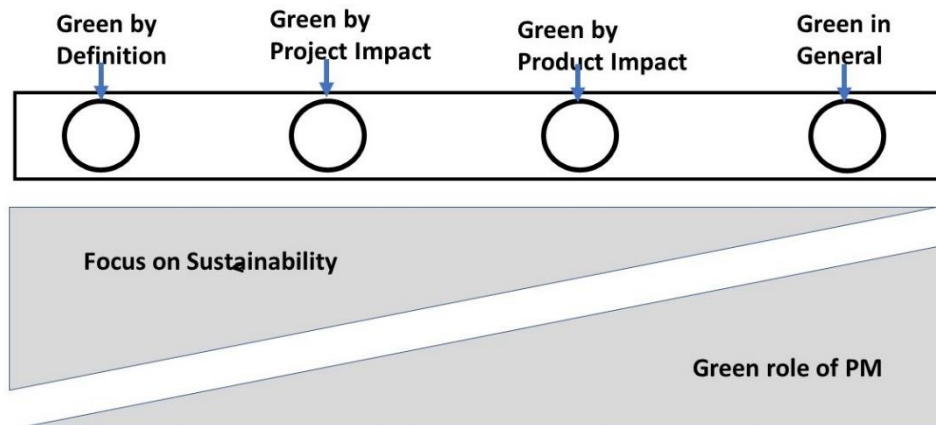 Green by
Definition
Green by
Project Impact
Green by
Product Impact
Green in
General
Focus on Sustainability
Green role of PM